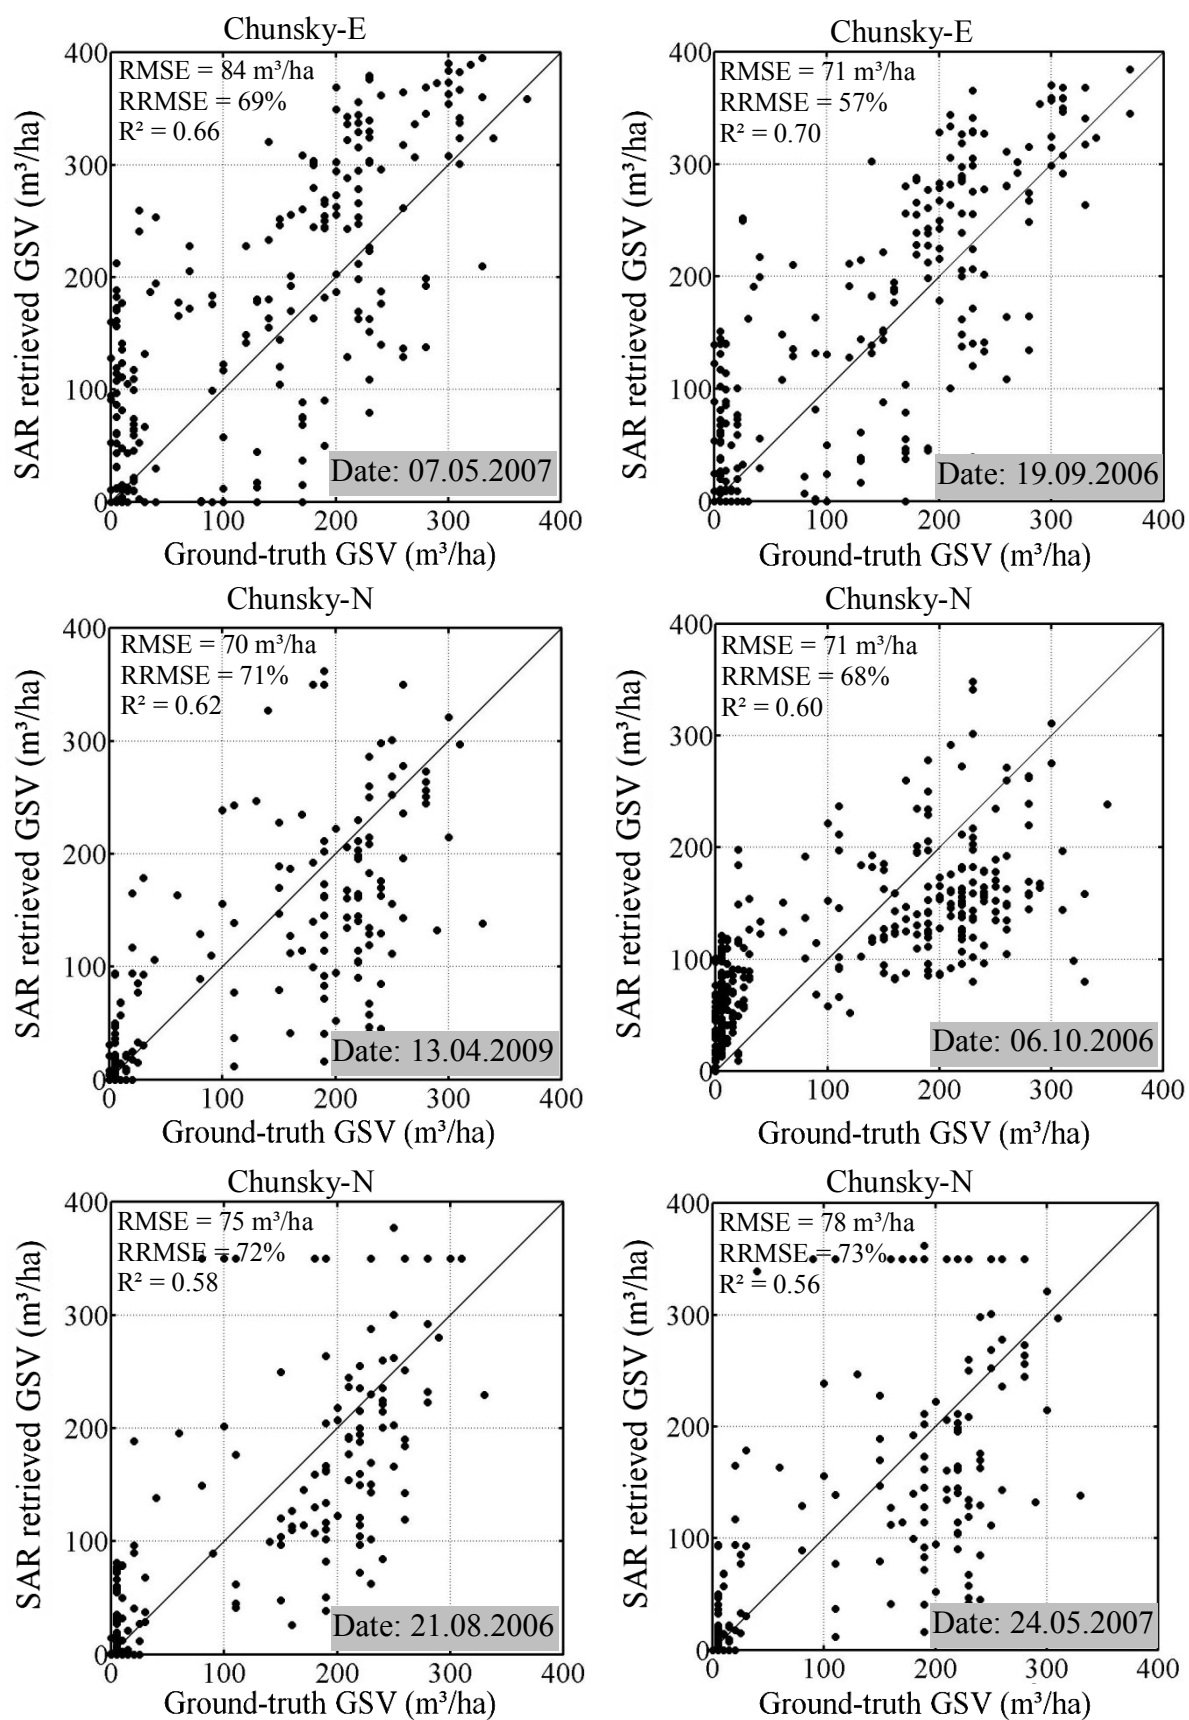 Chunsky-E
RMSE = 84 m³/ha
RRMSE = 69%
R² = 0.66
400
300
200
100
0
0 100 200 300 400
SAR retrieved GSV (m³/ha)
Ground-truth GSV (m³/ha)
Date: 07.05.2007
Chunsky-E
RMSE = 71 m³/ha
RRMSE = 57%
R² = 0.70
400
300
200
100
0
0 100 200 300 400
SAR retrieved GSV (m³/ha)
Ground-truth GSV (m³/ha)
Date: 19.09.2006
Chunsky-N
RMSE = 70 m³/ha
RRMSE = 71%
R² = 0.62
400
300
200
100
0
0 100 200 300 400
SAR retrieved GSV (m³/ha)
Ground-truth GSV (m³/ha)
Date: 13.04.2009
Chunsky-N
RMSE = 71 m³/ha
RRMSE = 68%
R² = 0.60
400
300
200
100
0
0 100 200 300 400
SAR retrieved GSV (m³/ha)
Ground-truth GSV (m³/ha)
Date: 06.10.2006
Chunsky-N
RMSE = 75 m³/ha
RRMSE = 72%
R² = 0.58
400
300
200
100
0
0 100 200 300 400
SAR retrieved GSV (m³/ha)
Ground-truth GSV (m³/ha)
Date: 21.08.2006
Chunsky-N
RMSE = 78 m³/ha
RRMSE = 73%
R² = 0.56
400
300
200
100
0
0 100 200 300 400
SAR retrieved GSV (m³/ha)
Ground-truth GSV (m³/ha)
Date: 24.05.2007